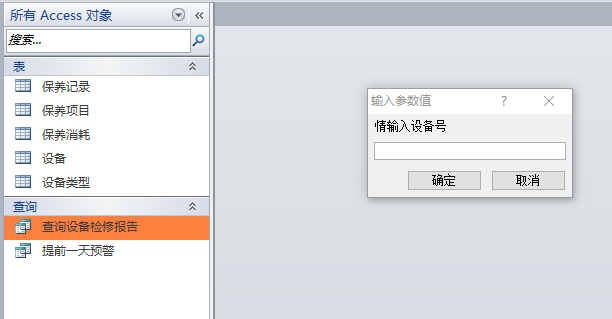 所有 Access 对象
搜索...
表
保养记录
保养项目
保养消耗
设备
设备类型
查询
查询设备检修报告
提前一天预警
输入参数值
情输入设备号
确定
取消